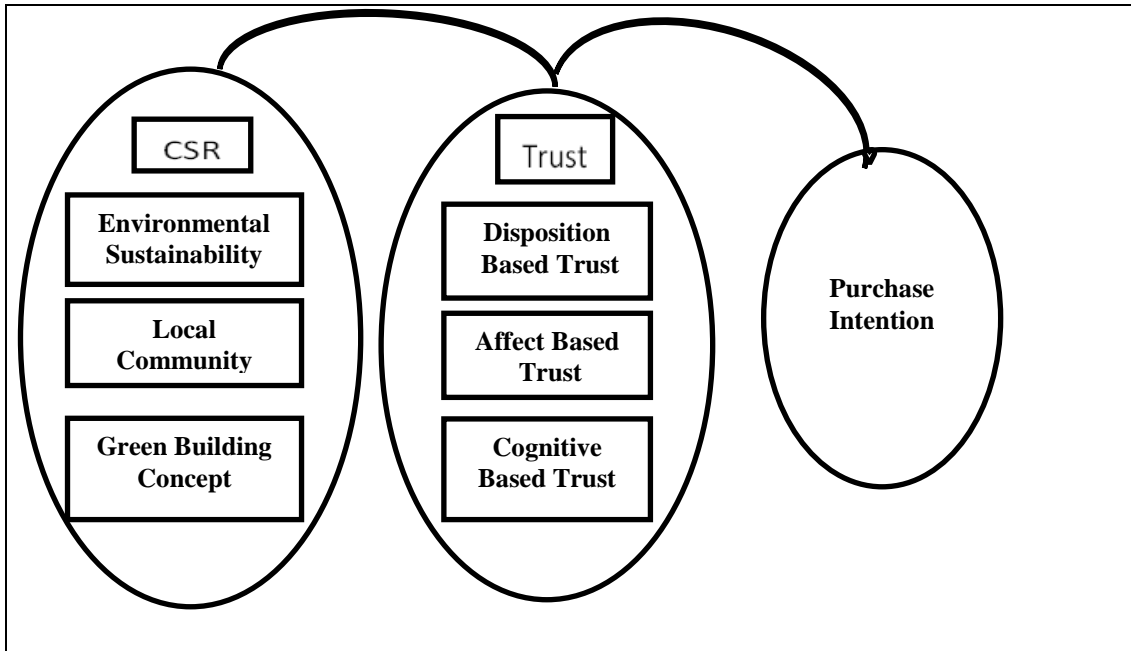 CSR
Environmental
Sustainability
Local
Community
Green Building
Concept
Trust
Disposition
Based Trust
Affect Based
Trust
Cognitive
Based Trust
Purchase
Intention